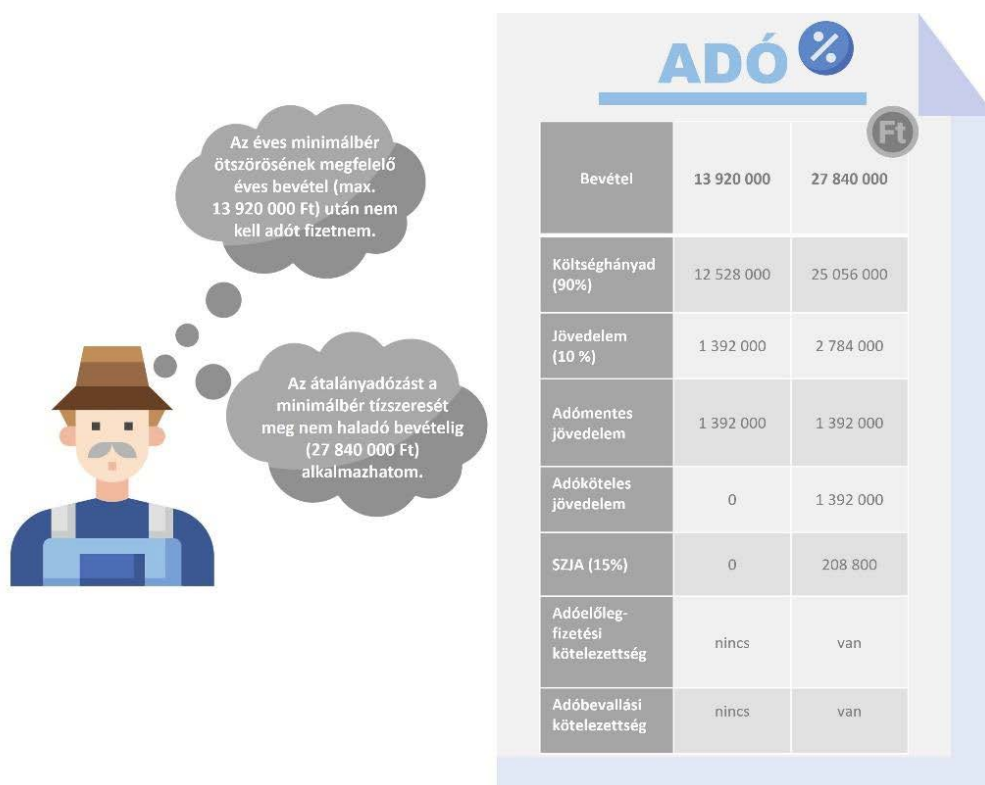 Az éves minimálbér
ötszörösének megfelelő
éves bevétel (max.
13 920 000 Ft) után nem
kell adót fizetnem.
Az átalányadózást a
minimálbér tízszeresét
meg nem haladó bevételig
(27 840 000 Ft)
alkalmazhatom.
ADÓ %
Ft
Bevétel 13 920 000 27 840 000
Költséghányad
(90%) 12 528 000 25 056 000
Jövedelem
(10 %) 1 392 000 2 784 000
Adómentes
jövedelem 1 392 000 1 392 000
Adóköteles
jövedelem 0 1 392 000
SZJA (15%) 0 208 800
Adóelőleg-
fizetési
kötelezettség nincs van
Adóbevallási
kötelezettség nincs van